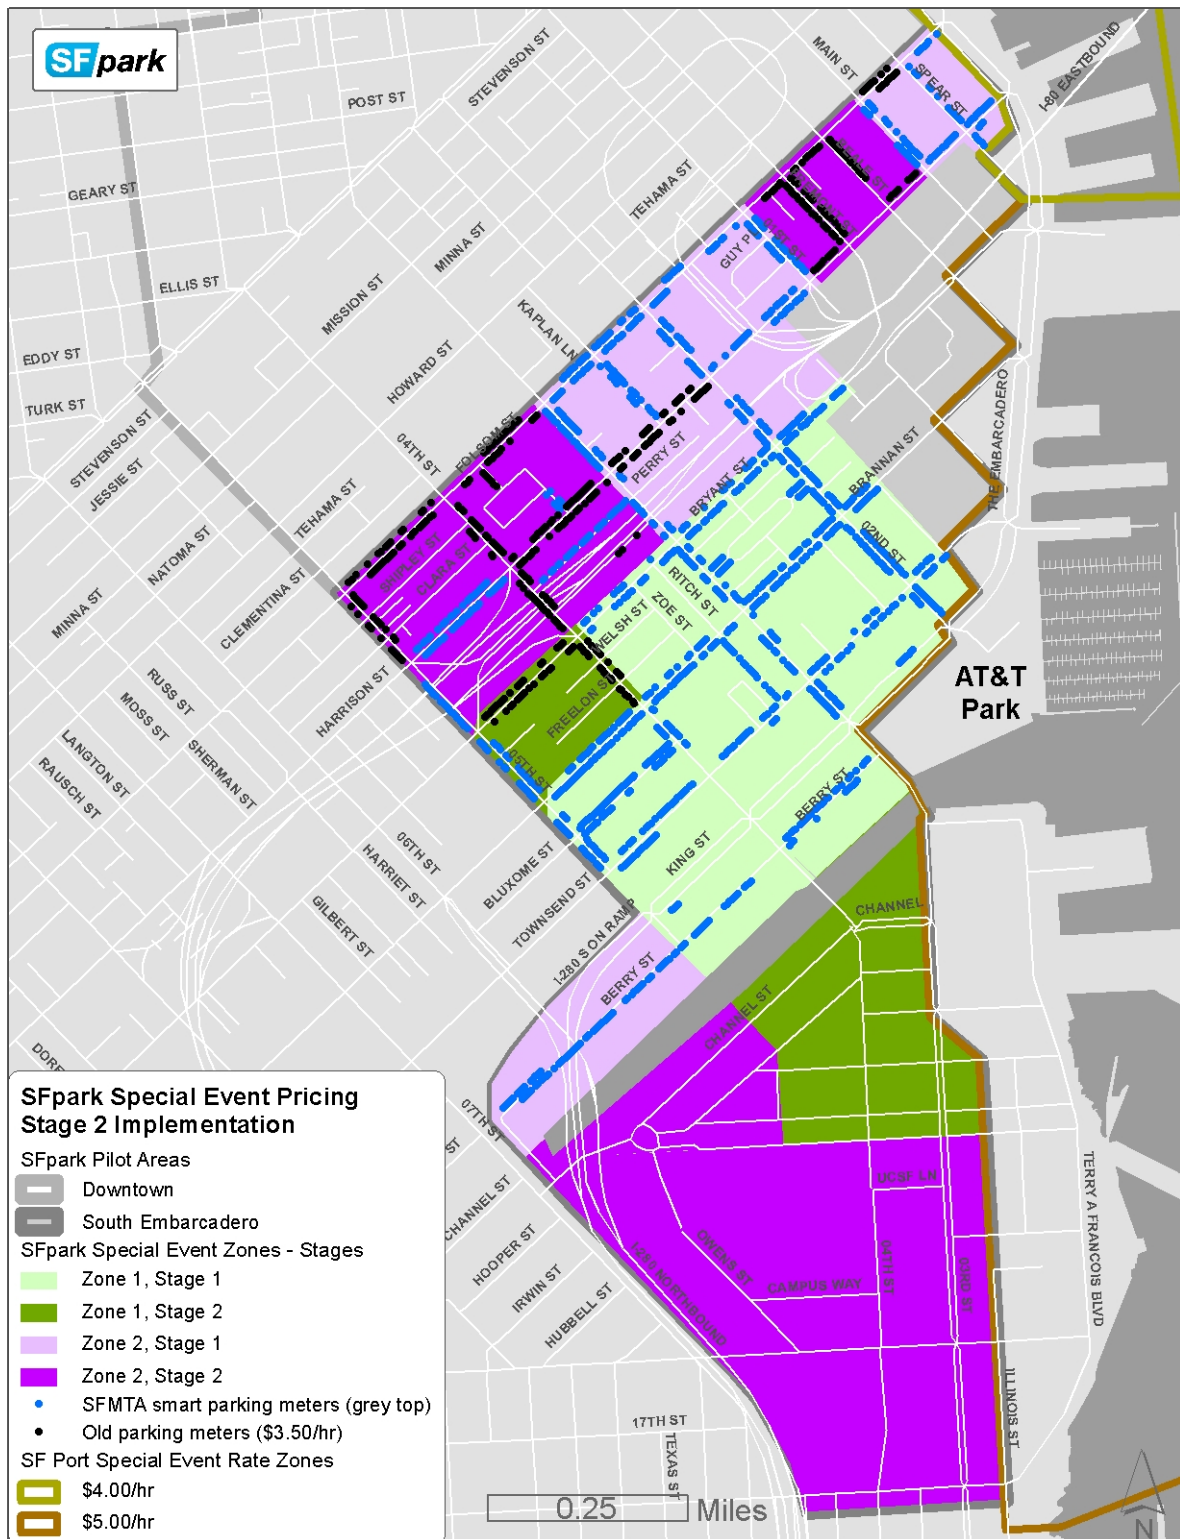 SFpark
STEVENSON ST
MAIN ST
I-80 EASTBOUND
SPEAR ST
POST ST
GEARY ST
BEALE ST
TEHAMA ST
MINNA ST
GUY PL
01ST ST
ELLIS ST
MISSION ST
KAPLAN LN
EDDY ST
HOWARD ST
TURK ST
THE EMBARCADERO
STEVENSON ST
JESSIE ST
04TH ST
FOLSOM ST
PERRY ST
BRYANT ST
BRANNAN ST
TEHAMA ST
02ND ST
NATOMA ST
SHIPLEY ST
CLARA ST
RITCH ST
ZOE ST
WELSH ST
MINNA ST
CLEMENTINA ST
AT&T
Park
RUSS ST
MOSS ST
HARRISON ST
FREELON ST
LANGTON ST
RAUSCH ST
SHERMAN ST
05TH ST
BERRY ST
06TH ST
HARRIET ST
BLUXOME ST
KING ST
GILBERT ST
TOWNSEND ST
CHANNEL
I-280 S ON RAMP
BERRY ST
CHANNEL ST
07TH ST
CHANNEL ST
UCSF LN
TERRY A FRANCOIS BLVD
HOOPER ST
OWENS ST
04TH ST
03RD ST
IRWIN ST
I-280 NORTHBOUND
CAMPUS WAY
HUBBELL ST
ILLINOIS ST
17TH ST
TEXAS ST
SFpark Special Event Pricing
Stage 2 Implementation
SFpark Pilot Areas
Downtown
South Embarcadero
SFpark Special Event Zones - Stages
Zone 1, Stage 1
Zone 1, Stage 2
Zone 2, Stage 1
Zone 2, Stage 2
SFMTA smart parking meters (grey top)
Old parking meters ($3.50/hr)
SF Port Special Event Rate Zones
$4.00/hr
$5.00/hr
0.25 Miles
N